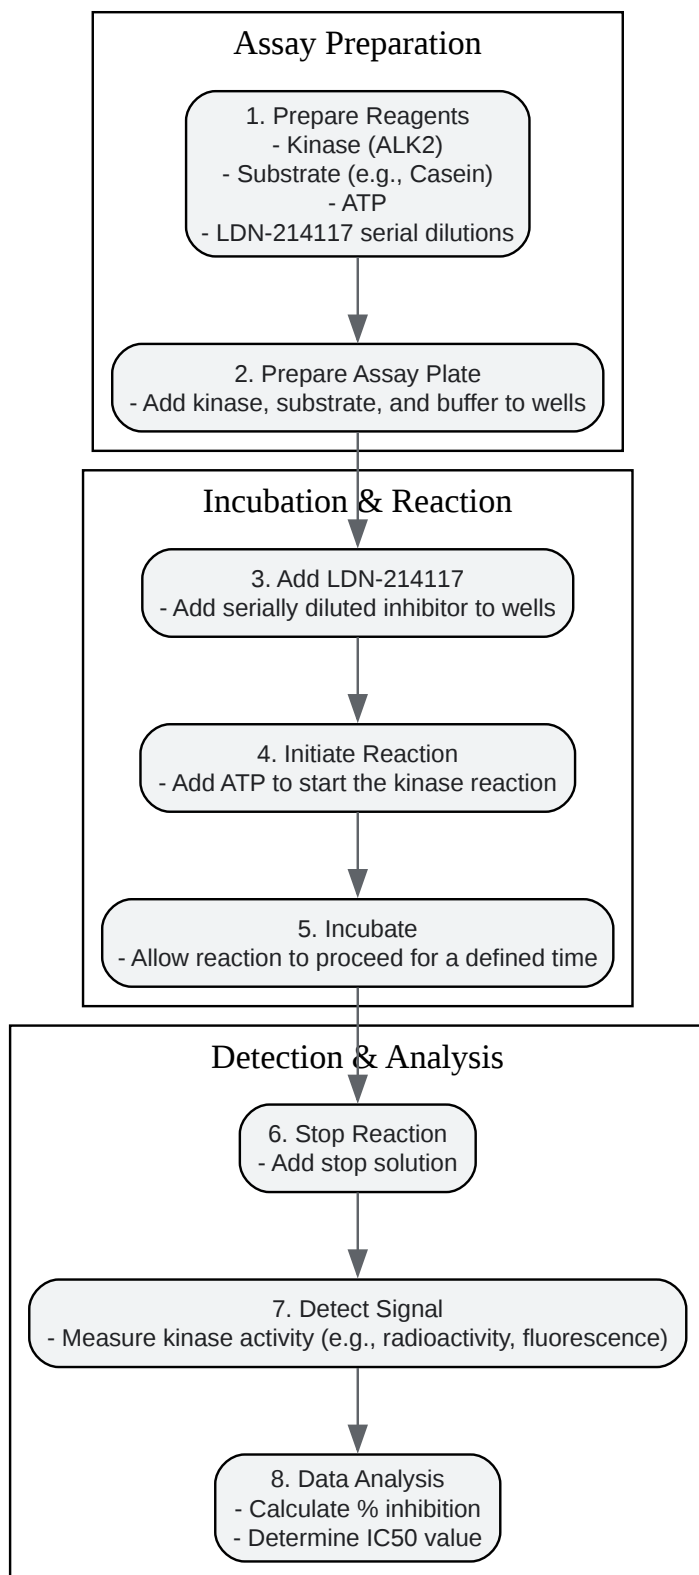 Assay Preparation
1. Prepare Reagents
- Kinase (ALK2)
- Substrate (e.g., Casein)
- ATP
- LDN-214117 serial dilutions
2. Prepare Assay Plate
- Add kinase, substrate, and buffer to wells
Incubation & Reaction
3. Add LDN-214117
- Add serially diluted inhibitor to wells
4. Initiate Reaction
- Add ATP to start the kinase reaction
5. Incubate
- Allow reaction to proceed for a defined time
Detection & Analysis
6. Stop Reaction
- Add stop solution
7. Detect Signal
- Measure kinase activity (e.g., radioactivity, fluorescence)
8. Data Analysis
- Calculate % inhibition
- Determine IC50 value